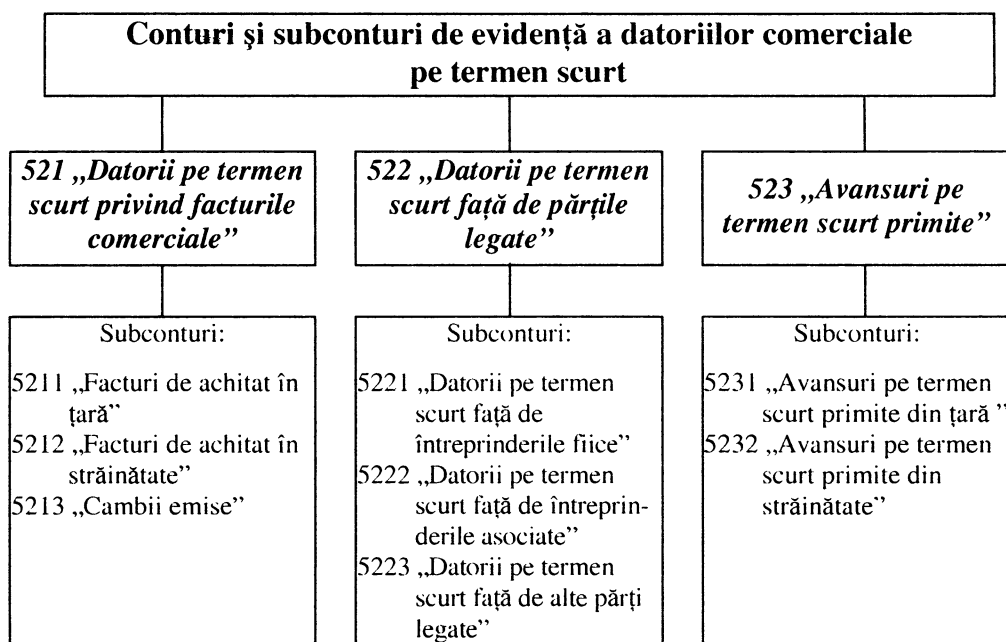 Conturi şi subconturi de evidenţă a datoriilor comerciale
pe termen scurt
521 „Datorii pe termen
scurt privind facturile
comerciale”
522 „Datorii pe termen
scurt faţă de părţile
legate”
523 „Avansuri pe
termen scurt primite”
Subconturi:
5211 „Facturi de achitat în
ţară”
5212 „Facturi de achitat în
străinătate”
5213 „Cambii emise”
Subconturi:
5221 „Datorii pe termen
scurt faţă de
întreprinderile fiice”
5222 „Datorii pe termen
scurt faţă de întreprin-
derile asociate”
5223 „Datorii pe termen
scurt faţă de alte părţi
legate”
Subconturi:
5231 „Avansuri pe termen
scurt primite din ţară ”
5232 „Avansuri pe termen
scurt primite din
străinătate”